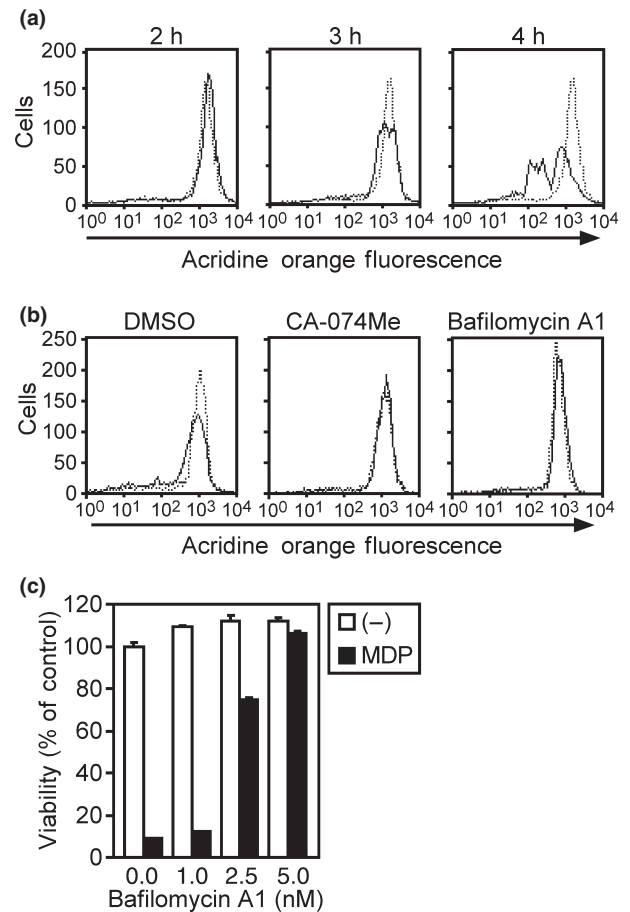 (a)
2 h 3 h 4 h
Cells
200
150
100
50
0
10⁰ 10¹ 10² 10³ 10⁴ 10⁰ 10¹ 10² 10³ 10⁴ 10⁰ 10¹ 10² 10³ 10⁴
Acridine orange fluorescence
(b)
DMSO CA-074Me Bafilomycin A1
Cells
250
200
150
100
50
0
10⁰ 10¹ 10² 10³ 10⁴ 10⁰ 10¹ 10² 10³ 10⁴ 10⁰ 10¹ 10² 10³ 10⁴
Acridine orange fluorescence
(c)
Viability (% of control)
120
100
80
60
40
20
0
0.0 1.0 2.5 5.0
Bafilomycin A1 (nM)
(–)
MDP